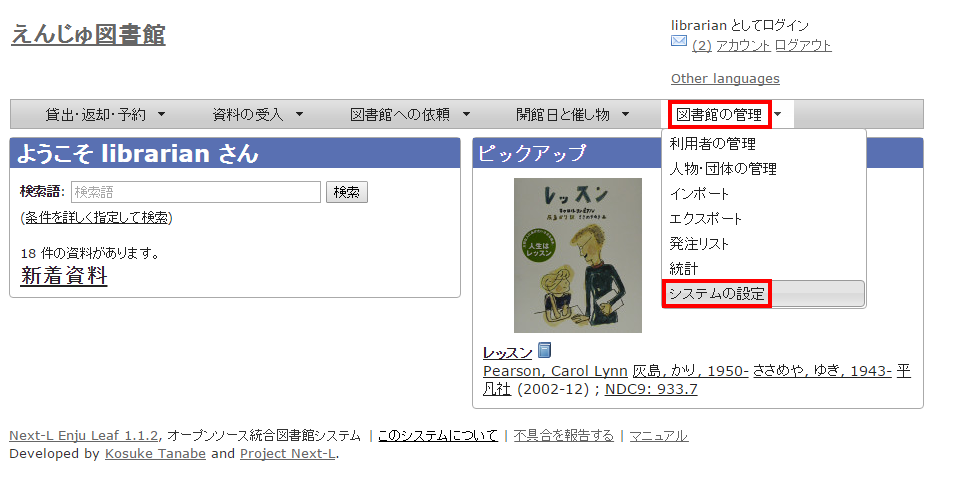 えんじゅ図書館
librarian としてログイン
(2) アカウント ログアウト
Other languages
貸出・返却・予約 資料の受入 図書館への依頼 開館日と催し物 図書館の管理
利用者の管理
人物・団体の管理
インポート
エクスポート
発注リスト
統計
システムの設定
ようこそ librarian さん
検索語: 検索語 検索
(条件を詳しく指定して検索)
18 件の資料があります。
新着資料
ピックアップ
レッスン
人生は
レッスン
レッスン
Pearson, Carol Lynn 灰島, かり, 1950- ささめや, ゆき, 1943- 平
凡社 (2002-12) ; NDC9: 933.7
Next-L Enju Leaf 1.1.2, オープンソース統合図書館システム | このシステムについて | 不具合を報告する | マニュアル
Developed by Kosuke Tanabe and Project Next-L.